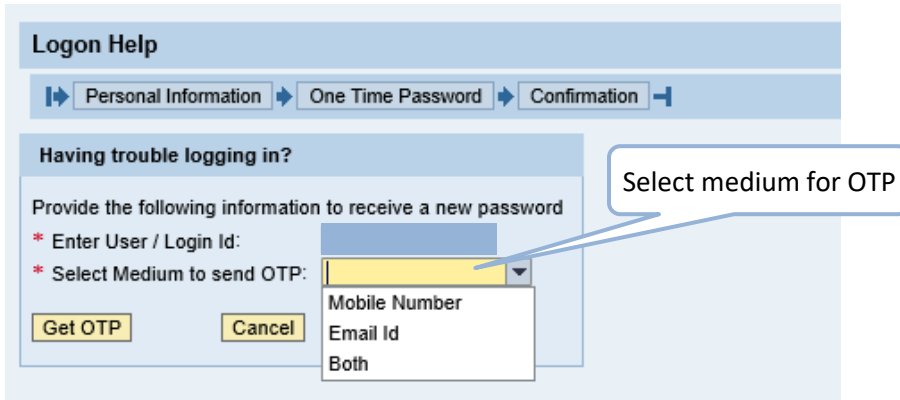 Logon Help
Personal Information One Time Password Confirmation
Having trouble logging in?
Select medium for OTP
Provide the following information to receive a new password
* Enter User / Login Id:
* Select Medium to send OTP:
Mobile Number
Get OTP Cancel
Email Id
Both